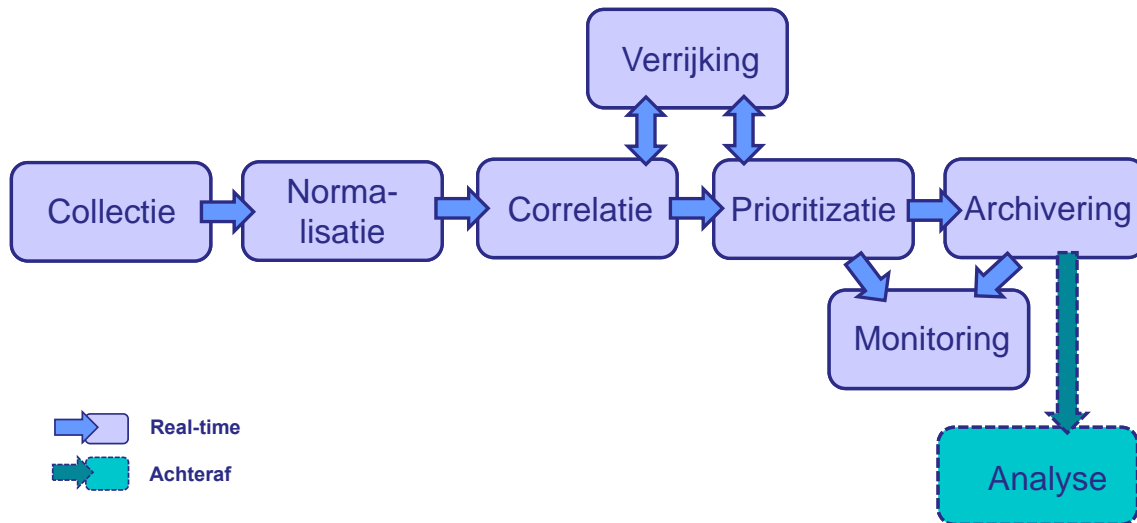 Verrijking
Collectie
Norma-
lisatie
Correlatie
Prioritizatie
Archivering
Monitoring
Real-time
Achteraf
Analyse